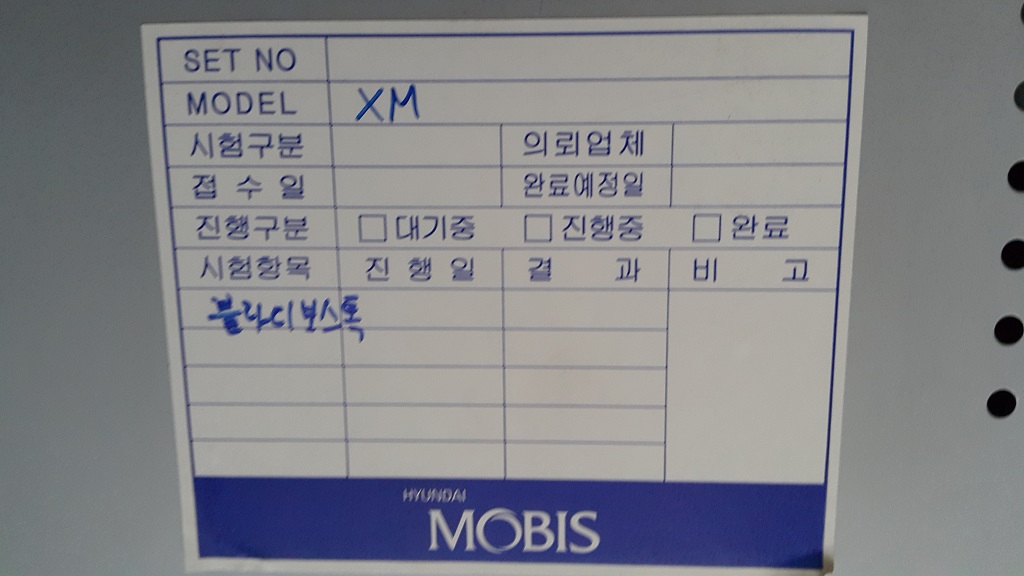 SET NO
MODEL XM
시험구분 의뢰업체
접 수 일 완료예정일
진행구분 □ 대기중 □ 진행중 □ 완료
시험항목 진 행 일 결 과 비 고
블라디보스톡
HYUNDAI
MOBIS